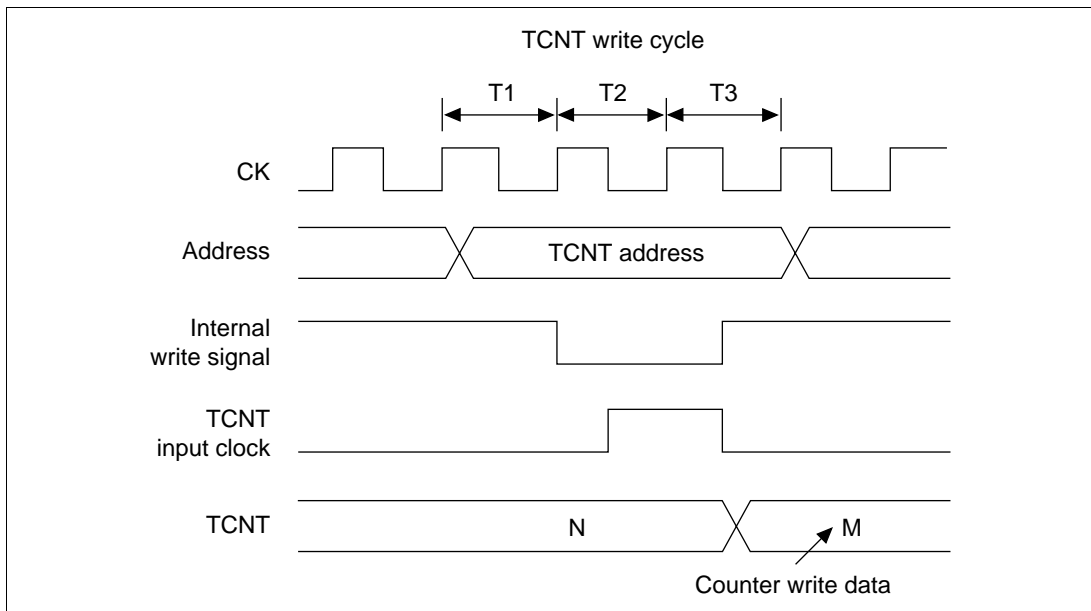 TCNT write cycle
T1 T2 T3
CK
Address
TCNT address
Internal
write signal
TCNT
input clock
TCNT
N
M
Counter write data